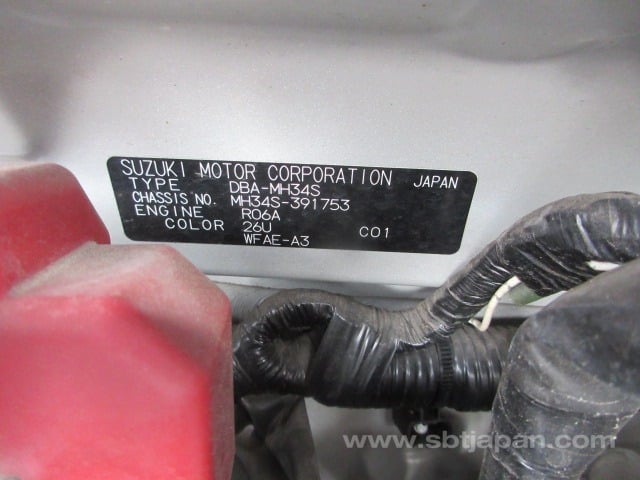 SUZUKI MOTOR CORPORATION JAPAN
TYPE DBA-MH34S
CHASSIS NO. MH34S-391753
ENGINE R06A
COLOR 26U C01
WFAE-A3
www.sbtjapan.com